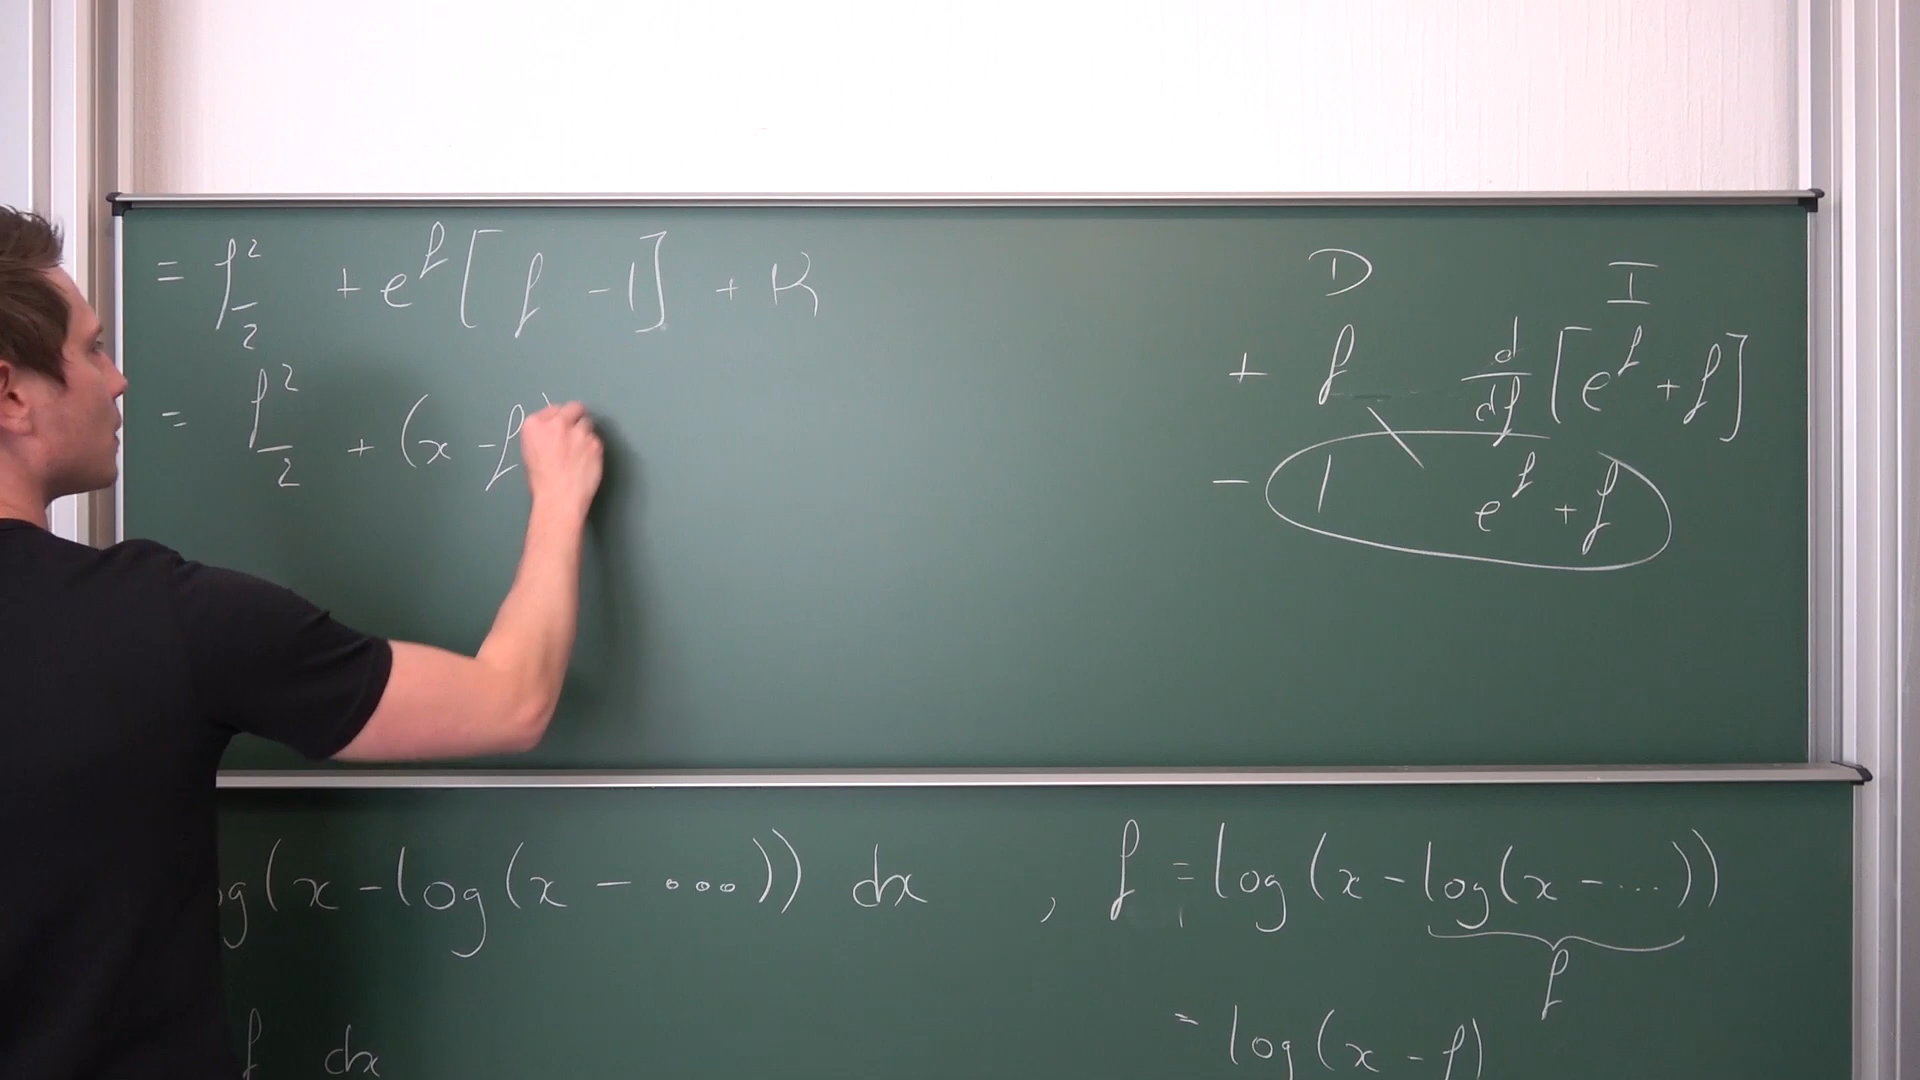 = f²/2 + e^f [f - 1] + K
= f²/2 + (x - f)
D I
+ f d/df [e^f + f]
- 1 e^f + f
og(x - log(x - ...)) dx , f = log(x - log(x - ...))
f
f dx = log(x - f)